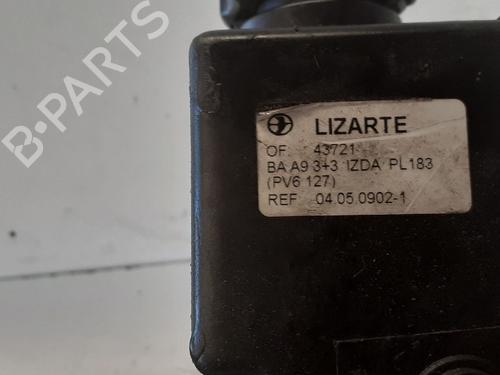 B-PARTS
LIZARTE
OF. 43721
BA A9 3+3 IZDA PL183
(PV6 127)
REF 04.05.0902-1